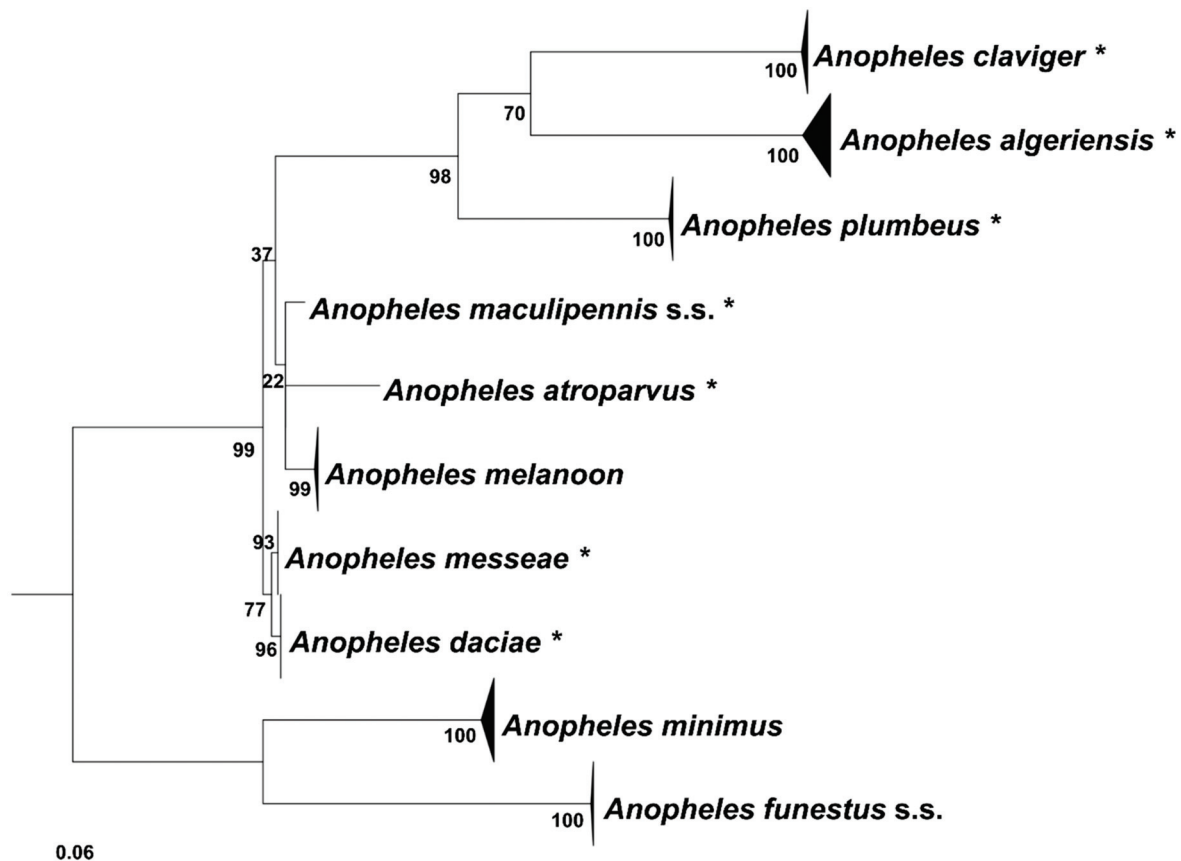 Anopheles claviger *
100
70
Anopheles algeriensis *
100
98
Anopheles plumbeus *
100
37
Anopheles maculipennis s.s. *
22
Anopheles atroparvus *
99
Anopheles melanoon
99
93
Anopheles messeae *
77
96
Anopheles daciae *
100
Anopheles minimus
100
Anopheles funestus s.s.
0.06